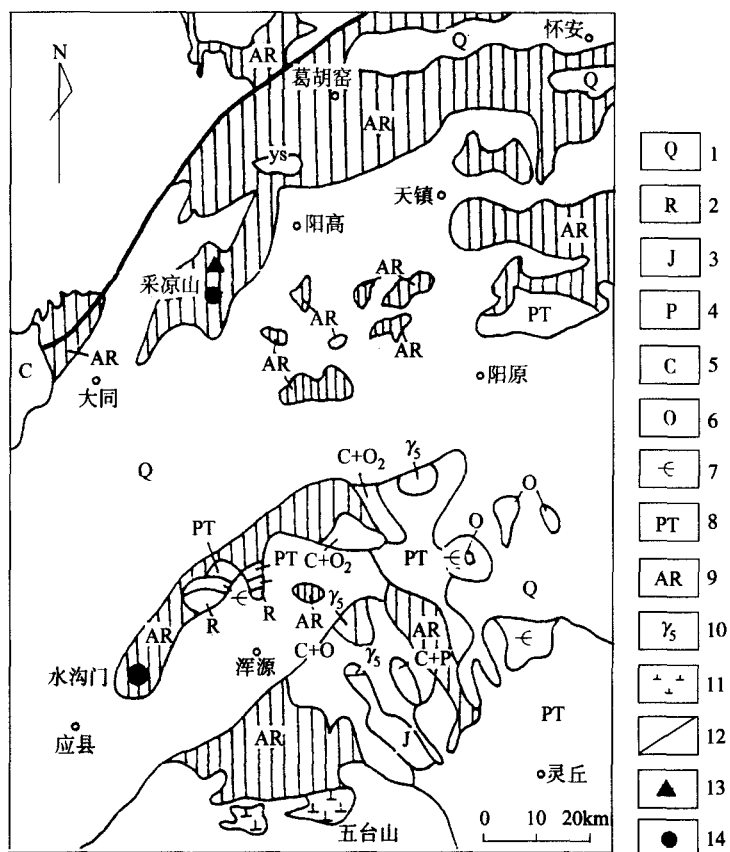 N
AR
Q
怀安
葛胡窑
Q
AR
ys
天镇
阳高
AR
采凉山
AR
AR
PT
AR
AR
C
AR
大同
阳原
Q
C+O₂
γ₅
O
PT
PT
C+O₂
PT
∈
O
Q
∈
R
R
AR
γ₅
AR
AR
∈
水沟门
浑源
C+O
γ₅
C+P
应县
AR
J
PT
灵丘
五台山
0 10 20km
Q 1
R 2
J 3
P 4
C 5
O 6
∈ 7
PT 8
AR 9
γ₅ 10
11
12
13
14